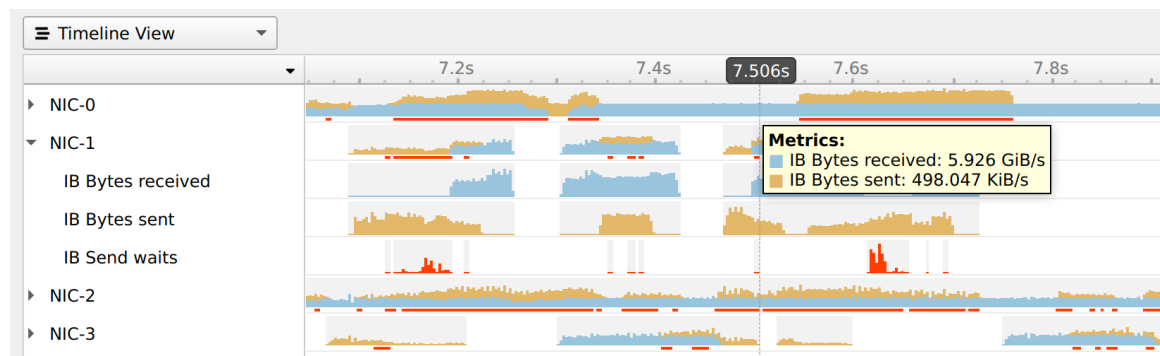 Timeline View
7.2s 7.4s 7.506s 7.6s 7.8s
NIC-0
NIC-1
Metrics:
IB Bytes received: 5.926 GiB/s
IB Bytes sent: 498.047 KiB/s
IB Bytes received
IB Bytes sent
IB Send waits
NIC-2
NIC-3